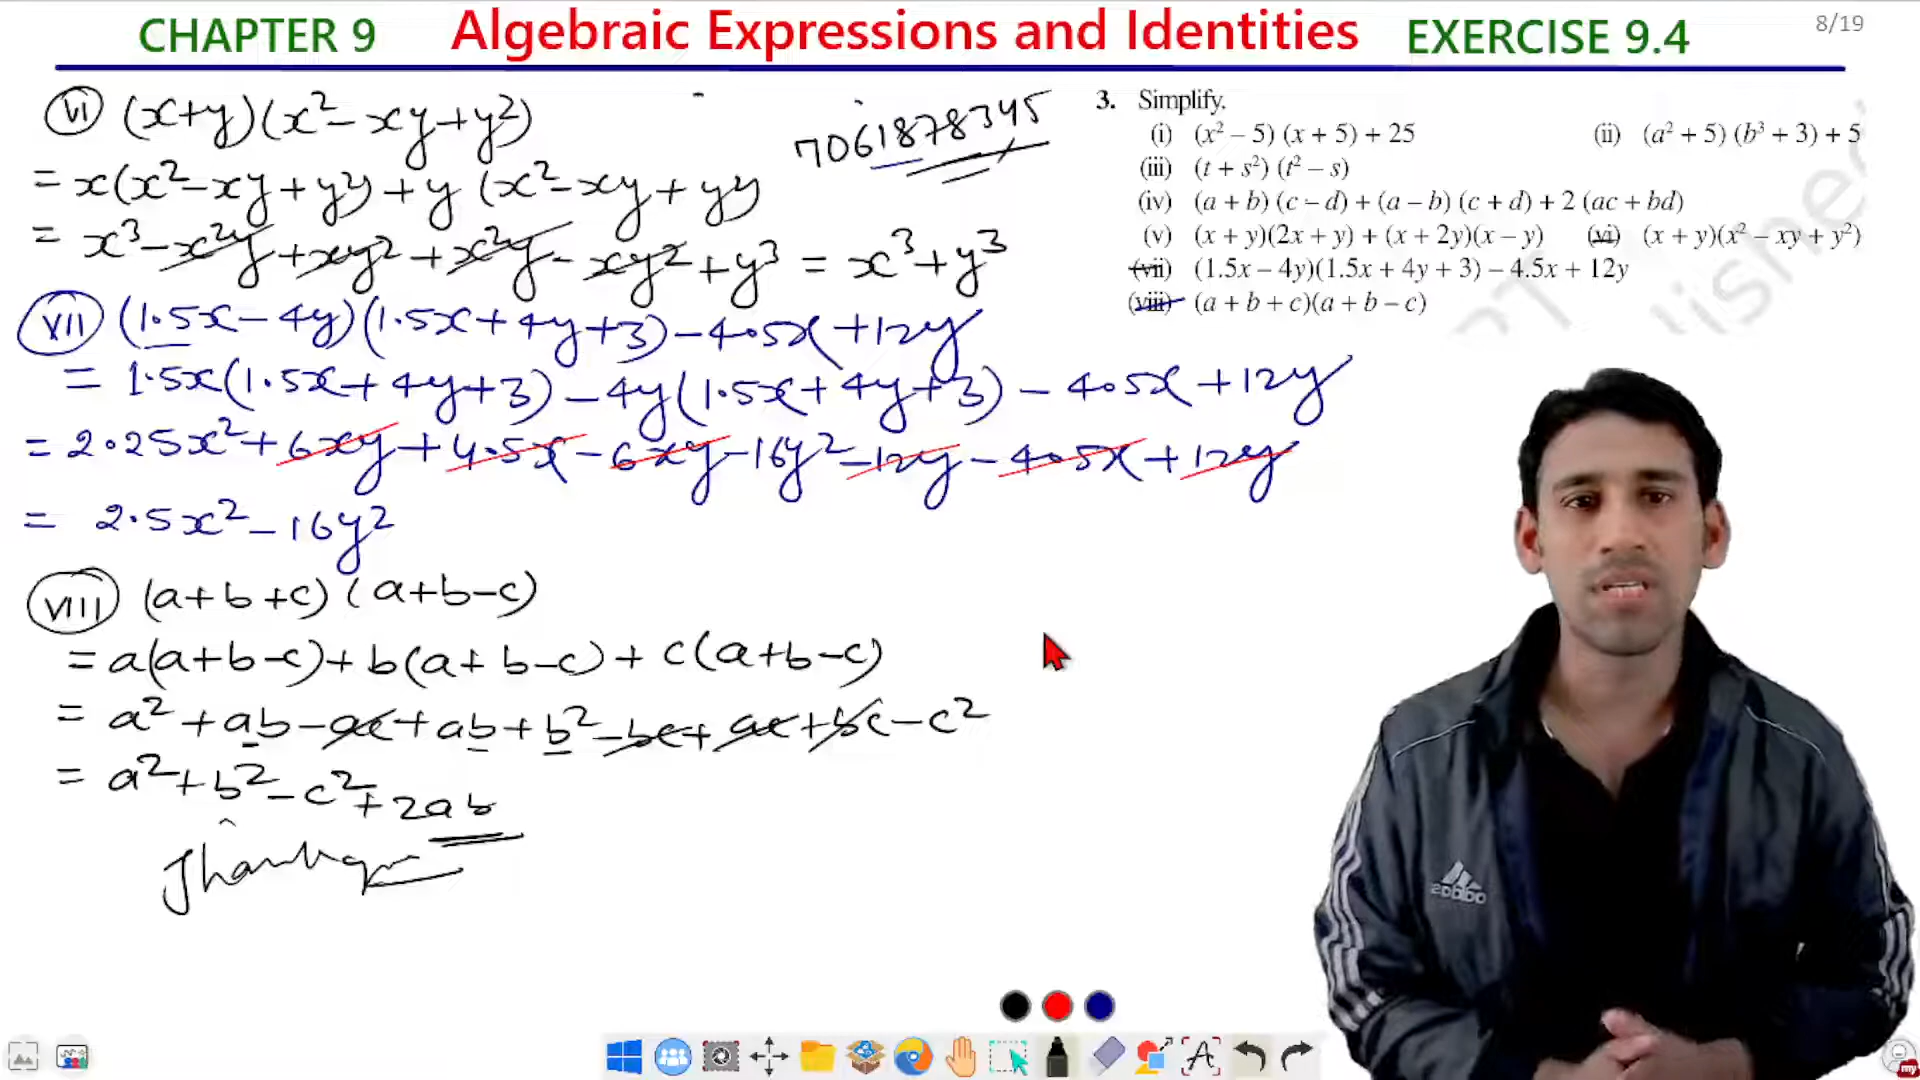 CHAPTER 9 Algebraic Expressions and Identities EXERCISE 9.4 8/19
VI (x+y)(x²-xy+y²)
= x(x²-xy+y²)+y(x²-xy+y²)
= x³-x²y+xy²+x²y-xy²+y³ = x³+y³
7061878345
VII (1.5x-4y)(1.5x+4y+3)-4.5x+12y
= 1.5x(1.5x+4y+3)-4y(1.5x+4y+3)-4.5x+12y
= 2.25x²+6xy+4.5x-6xy-16y²-12y-4.5x+12y
= 2.5x²-16y²
VIII (a+b+c)(a+b-c)
= a(a+b-c)+b(a+b-c)+c(a+b-c)
= a²+ab-ac+ab+b²-bc+ac+bc-c²
= a²+b²-c²+2ab
3. Simplify.
(i) (x² – 5) (x + 5) + 25 (ii) (a² + 5) (b³ + 3) + 5
(iii) (t + s²) (t² – s)
(iv) (a + b) (c – d) + (a – b) (c + d) + 2 (ac + bd)
(v) (x + y)(2x + y) + (x + 2y)(x – y) (vi) (x + y)(x² – xy + y²)
(vii) (1.5x – 4y)(1.5x + 4y + 3) – 4.5x + 12y
(viii) (a + b + c)(a + b – c)
adidas
my